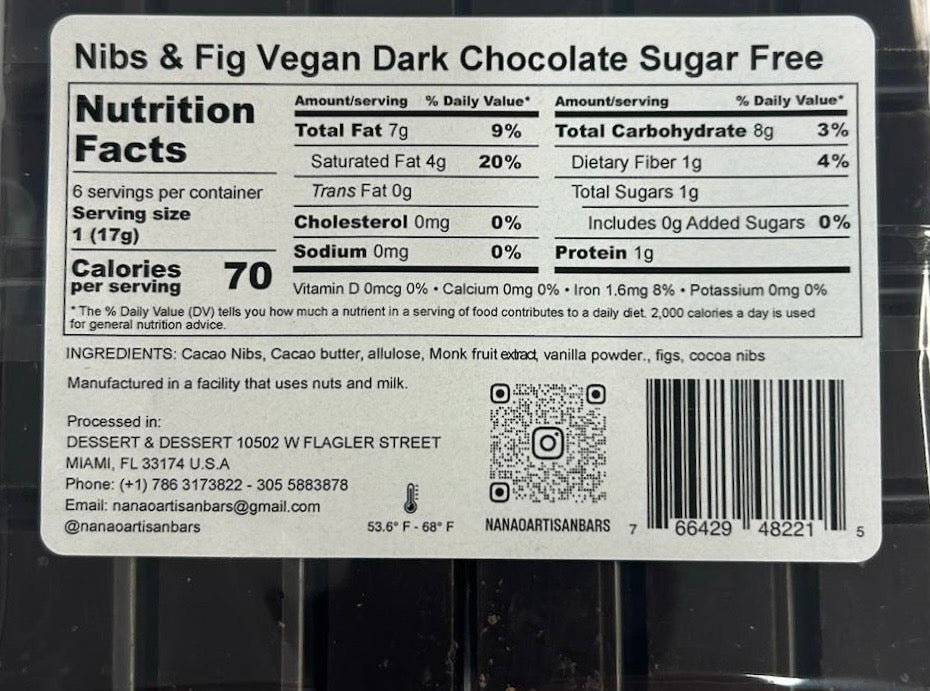 Nibs & Fig Vegan Dark Chocolate Sugar Free
Nutrition
Facts
6 servings per container
Serving size
1 (17g)
Calories
per serving
70
Amount/serving % Daily Value*
Total Fat 7g 9%
Saturated Fat 4g 20%
Trans Fat 0g
Cholesterol 0mg 0%
Sodium 0mg 0%
Amount/serving % Daily Value*
Total Carbohydrate 8g 3%
Dietary Fiber 1g 4%
Total Sugars 1g
Includes 0g Added Sugars 0%
Protein 1g
Vitamin D 0mcg 0% • Calcium 0mg 0% • Iron 1.6mg 8% • Potassium 0mg 0%
* The % Daily Value (DV) tells you how much a nutrient in a serving of food contributes to a daily diet. 2,000 calories a day is used
for general nutrition advice.
INGREDIENTS: Cacao Nibs, Cacao butter, allulose, Monk fruit extract, vanilla powder., figs, cocoa nibs
Manufactured in a facility that uses nuts and milk.
Processed in:
DESSERT & DESSERT 10502 W FLAGLER STREET
MIAMI, FL 33174 U.S.A
Phone: (+1) 786 3173822 - 305 5883878
Email: nanaoartisanbars@gmail.com
@nanaoartisanbars
53.6° F - 68° F
NANAOARTISANBARS
7 66429 48221 5